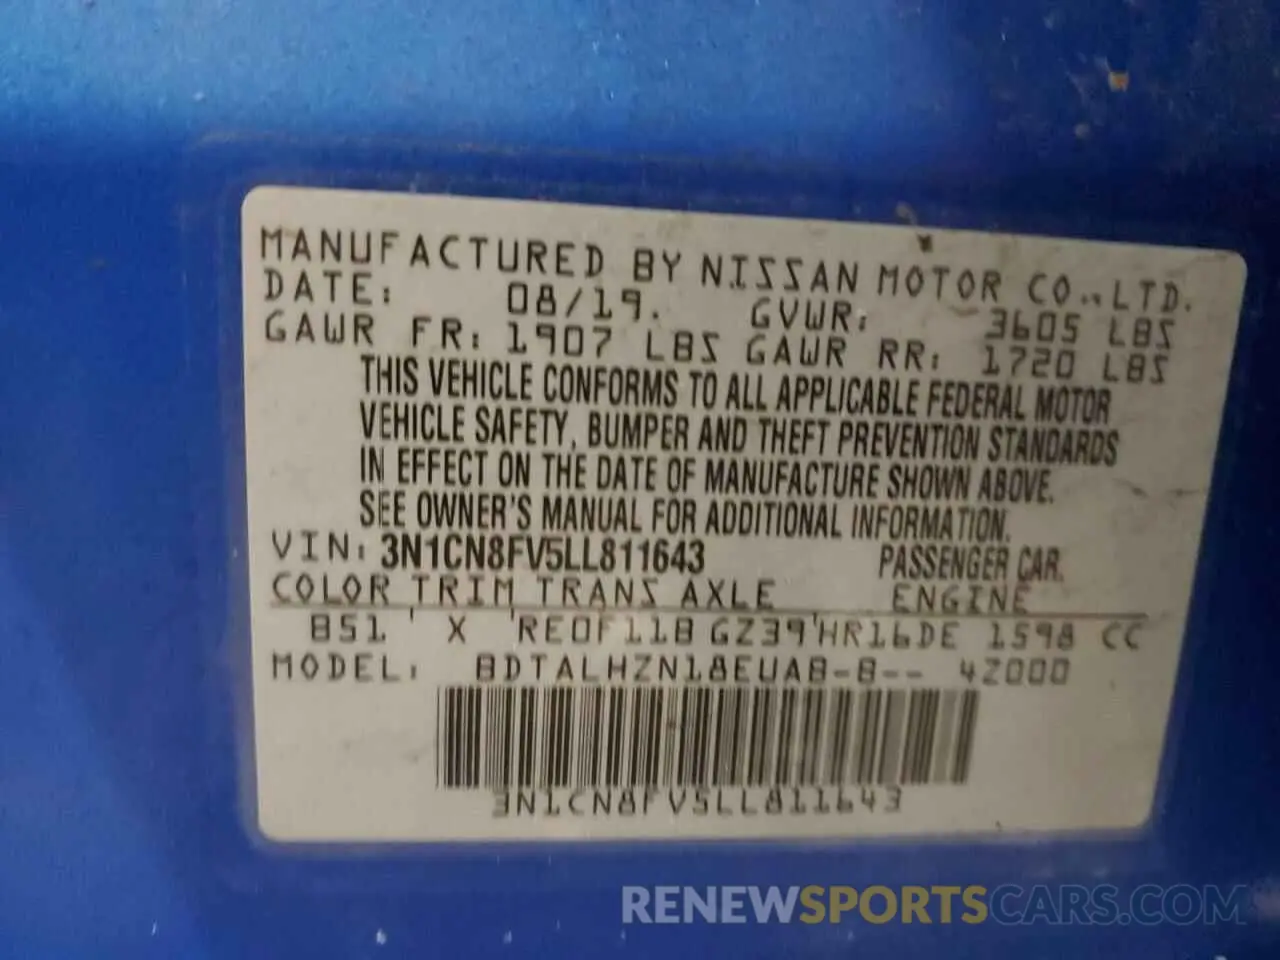 MANUFACTURED BY NISSAN MOTOR CO., LTD.
DATE: 08/19. GVWR: 3605 LBS
GAWR FR: 1907 LBS GAWR RR: 1720 LBS
THIS VEHICLE CONFORMS TO ALL APPLICABLE FEDERAL MOTOR
VEHICLE SAFETY, BUMPER AND THEFT PREVENTION STANDARDS
IN EFFECT ON THE DATE OF MANUFACTURE SHOWN ABOVE.
SEE OWNER'S MANUAL FOR ADDITIONAL INFORMATION.
VIN: 3N1CN8FV5LL811643 PASSENGER CAR.
COLOR TRIM TRANS AXLE ENGINE
B51 ' X 'RE0F11B GZ39'HR16DE 1598 CC
MODEL: BDTALHZN18EUAB-B-- 4Z000
3N1CN8FV5LL811643
RENEWSPORTSCARS.COM